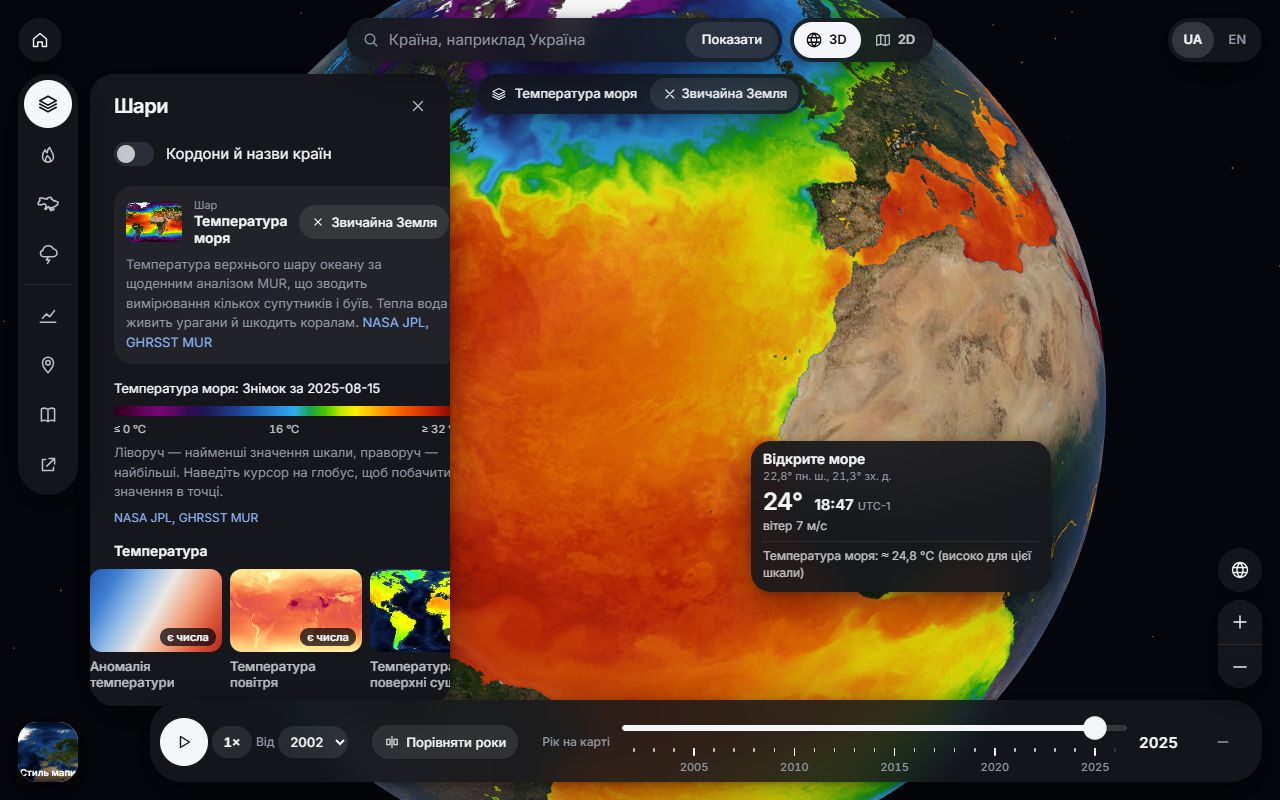 Країна, наприклад Україна
Показати
3D
2D
UA
EN
Температура моря
Звичайна Земля
Шари
Кордони й назви країн
Шар
Температура моря
Звичайна Земля
Температура верхнього шару океану за
щоденним аналізом MUR, що зводить
вимірювання кількох супутників і буїв. Тепла вода
живить урагани й шкодить коралам. NASA JPL,
GHRSST MUR
Температура моря: Знімок за 2025-08-15
≤ 0 °C
16 °C
≥ 32
Ліворуч — найменші значення шкали, праворуч —
найбільші. Наведіть курсор на глобус, щоб побачити
значення в точці.
NASA JPL, GHRSST MUR
Температура
є числа
є числа
Аномалія
температури
Температура
повітря
Температура
поверхні
Відкрите море
22,8° пн. ш., 21,3° зх. д.
24° 18:47 UTC-1
вітер 7 м/с
Температура моря: ≈ 24,8 °C (високо для цієї
шкали)
Стиль мапи
1×
Від
2002
Порівняти роки
Рік на карті
2005
2010
2015
2020
2025
2025